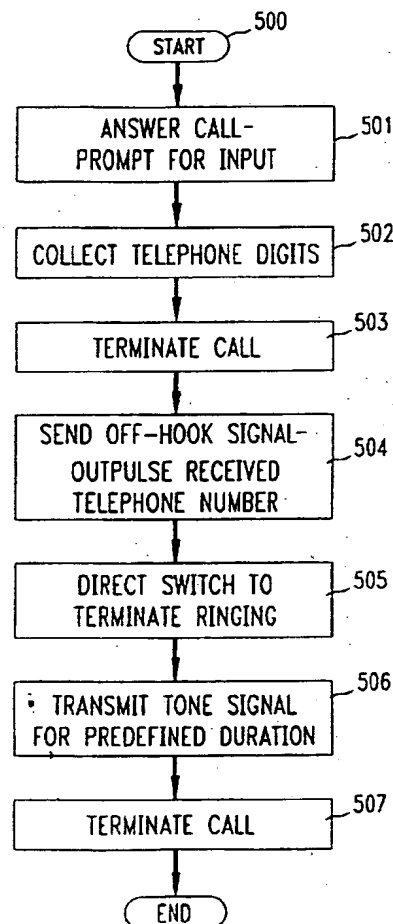 500
START
501
ANSWER CALL-
PROMPT FOR INPUT
502
COLLECT TELEPHONE DIGITS
503
TERMINATE CALL
504
SEND OFF-HOOK SIGNAL-
OUTPULSE RECEIVED
TELEPHONE NUMBER
505
DIRECT SWITCH TO
TERMINATE RINGING
506
TRANSMIT TONE SIGNAL
FOR PREDEFINED DURATION
507
TERMINATE CALL
END